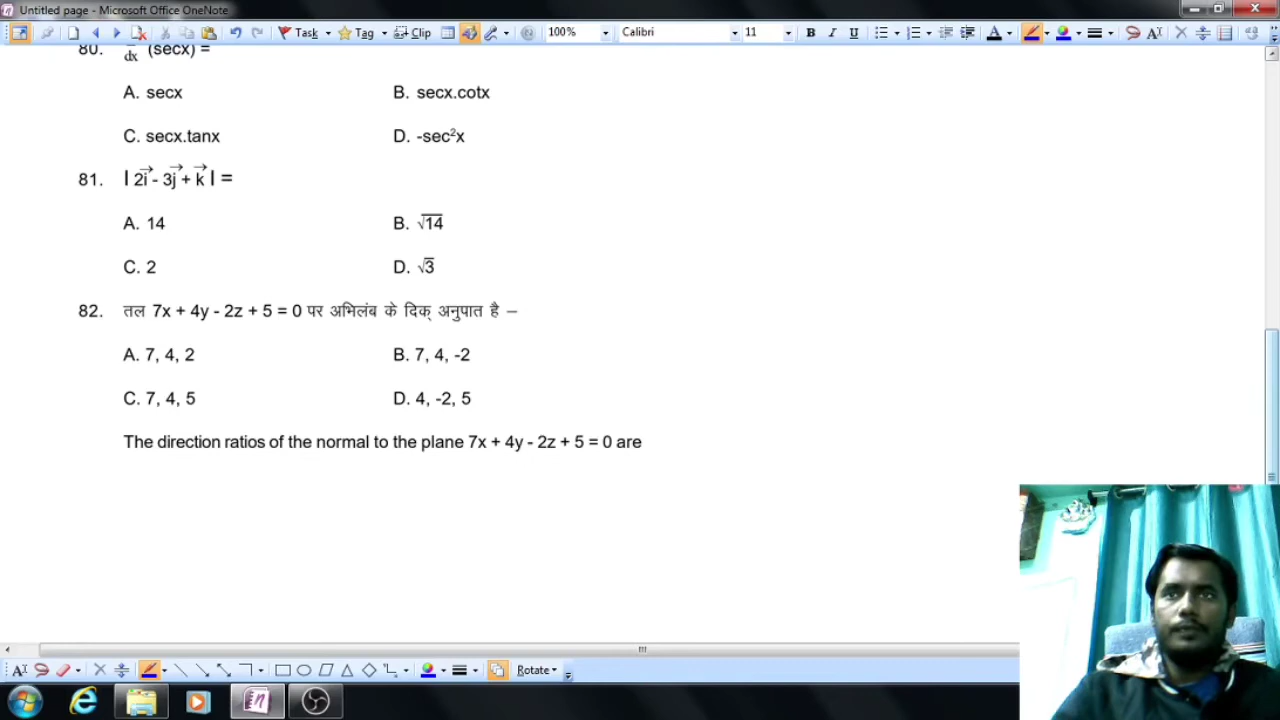 Untitled page - Microsoft Office OneNote
Task Tag Clip 100% Calibri 11 B I U A
80. dx (secx) =
A. secx B. secx.cotx
C. secx.tanx D. -sec²x
81. | 2i⃗ - 3j⃗ + k⃗ | =
A. 14 B. √14
C. 2 D. √3
82. तल 7x + 4y - 2z + 5 = 0 पर अभिलंब के दिक् अनुपात है –
A. 7, 4, 2 B. 7, 4, -2
C. 7, 4, 5 D. 4, -2, 5
The direction ratios of the normal to the plane 7x + 4y - 2z + 5 = 0 are
Rotate